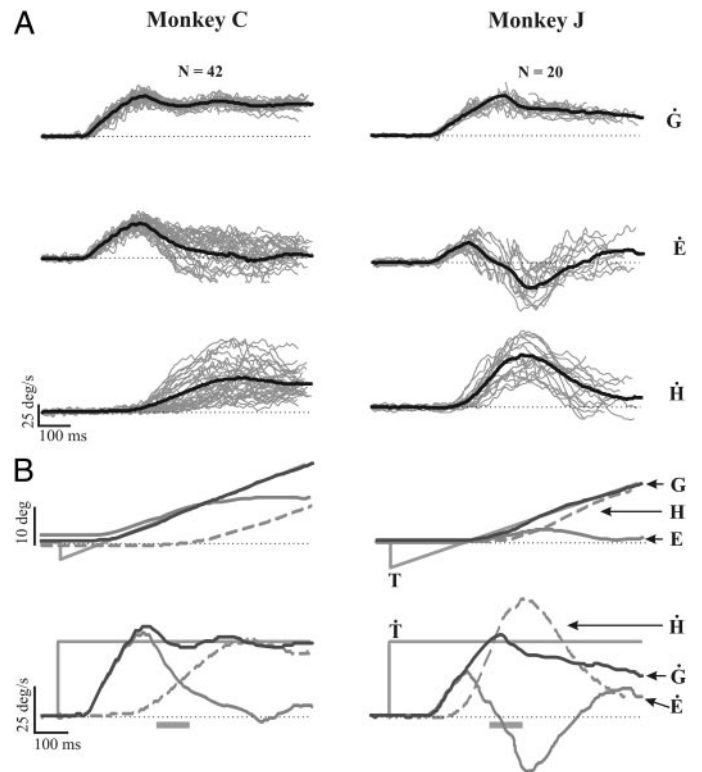 A
Monkey C
Monkey J
N = 42
N = 20
Ġ
Ė
Ḣ
25 deg/s
100 ms
B
10 deg
G
H
E
T
Ṫ
Ḣ
Ġ
Ė
25 deg/s
100 ms